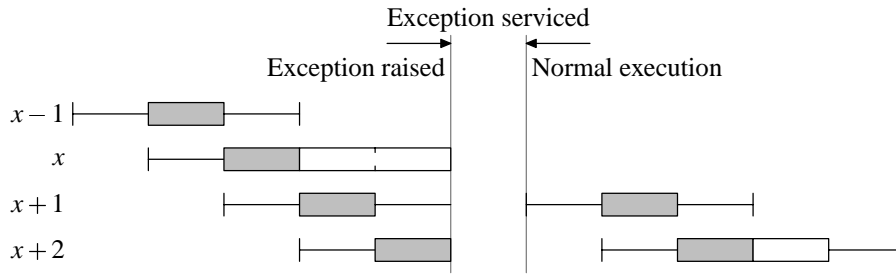 Exception serviced
Exception raised
Normal execution
x − 1
x
x + 1
x + 2